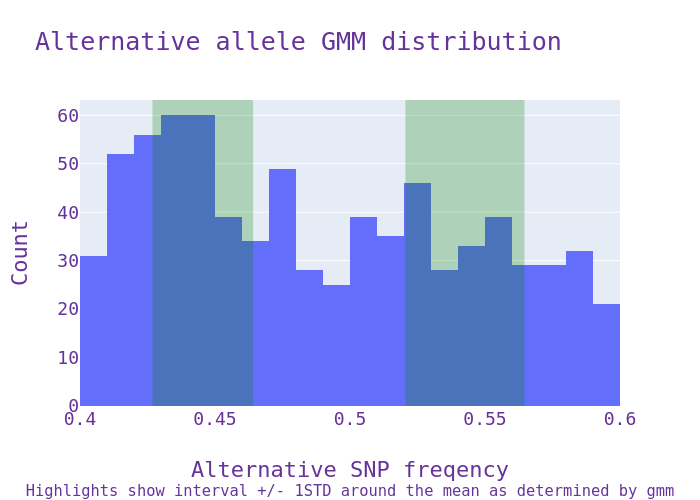 Alternative allele GMM distribution
60
50
40
30
20
10
0
Count
0.4 0.45 0.5 0.55 0.6
Alternative SNP freqency
Highlights show interval +/- 1STD around the mean as determined by gmm